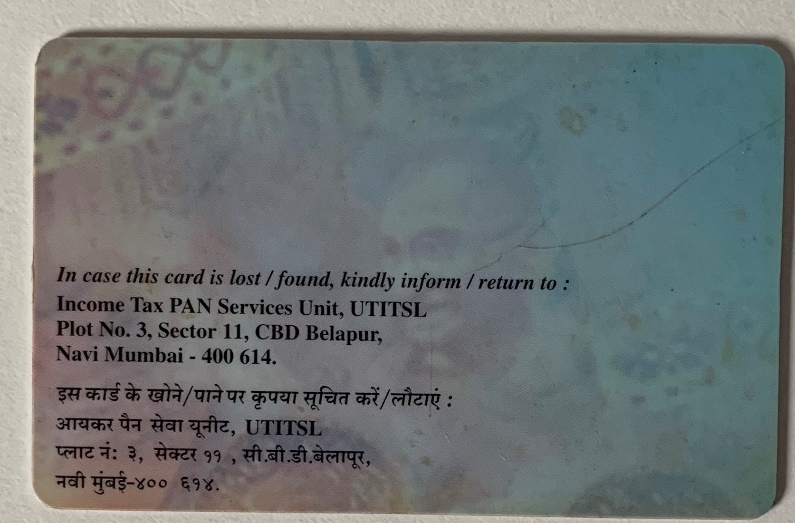 In case this card is lost / found, kindly inform / return to :
Income Tax PAN Services Unit, UTITSL
Plot No. 3, Sector 11, CBD Belapur,
Navi Mumbai - 400 614.
इस कार्ड के खोने/पाने पर कृपया सूचित करें/लौटाएं :
आयकर पैन सेवा यूनीट, UTITSL
प्लाट नं: ३, सेक्टर ११ , सी.बी.डी.बेलापूर,
नवी मुंबई-४०० ६१४.